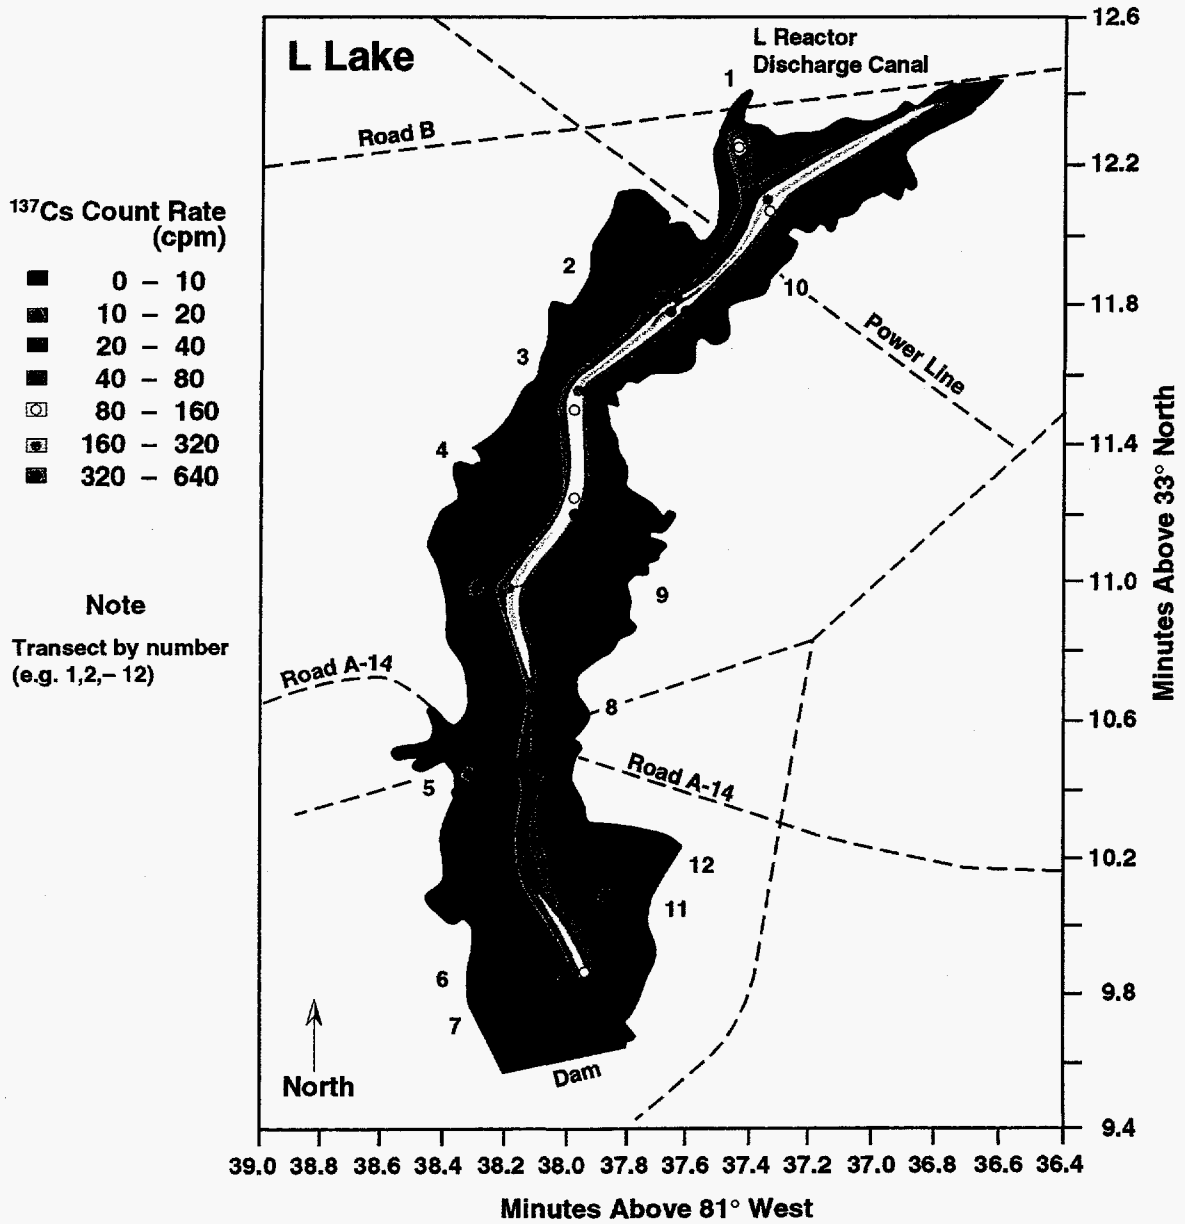 L Lake
L Reactor
Discharge Canal
1
Road B
12.6
12.2
11.8
11.4
11.0
10.6
10.2
9.8
9.4
Minutes Above 33° North
137Cs Count Rate
(cpm)
0 – 10
10 – 20
20 – 40
40 – 80
80 – 160
160 – 320
320 – 640
2
10
Power Line
3
4
Note
9
Transect by number
(e.g. 1,2,– 12)
Road A-14
8
Road A-14
5
12
11
6
7
North
Dam
39.0 38.8 38.6 38.4 38.2 38.0 37.8 37.6 37.4 37.2 37.0 36.8 36.6 36.4
Minutes Above 81° West